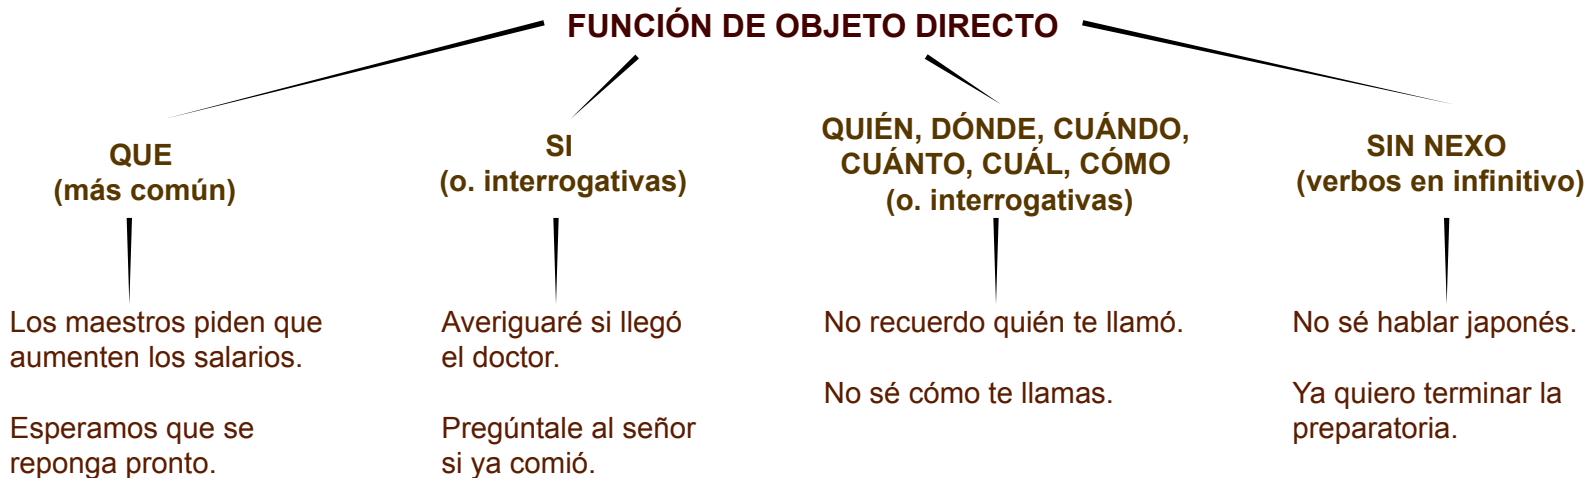 FUNCIÓN DE OBJETO DIRECTO
QUE
(más común)
Los maestros piden que
aumenten los salarios.
Esperamos que se
reponga pronto.
SI
(o. interrogativas)
Averiguaré si llegó
el doctor.
Pregúntale al señor
si ya comió.
QUIÉN, DÓNDE, CUÁNDO,
CUÁNTO, CUÁL, CÓMO
(o. interrogativas)
No recuerdo quién te llamó.
No sé cómo te llamas.
SIN NEXO
(verbos en infinitivo)
No sé hablar japonés.
Ya quiero terminar la
preparatoria.